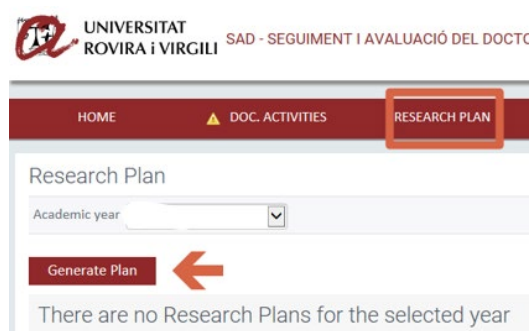 UNIVERSITAT
ROVIRA i VIRGILI
SAD - SEGUIMENT I AVALUACIÓ DEL DOCTO
HOME DOC. ACTIVITIES RESEARCH PLAN
Research Plan
Academic year
Generate Plan
There are no Research Plans for the selected year